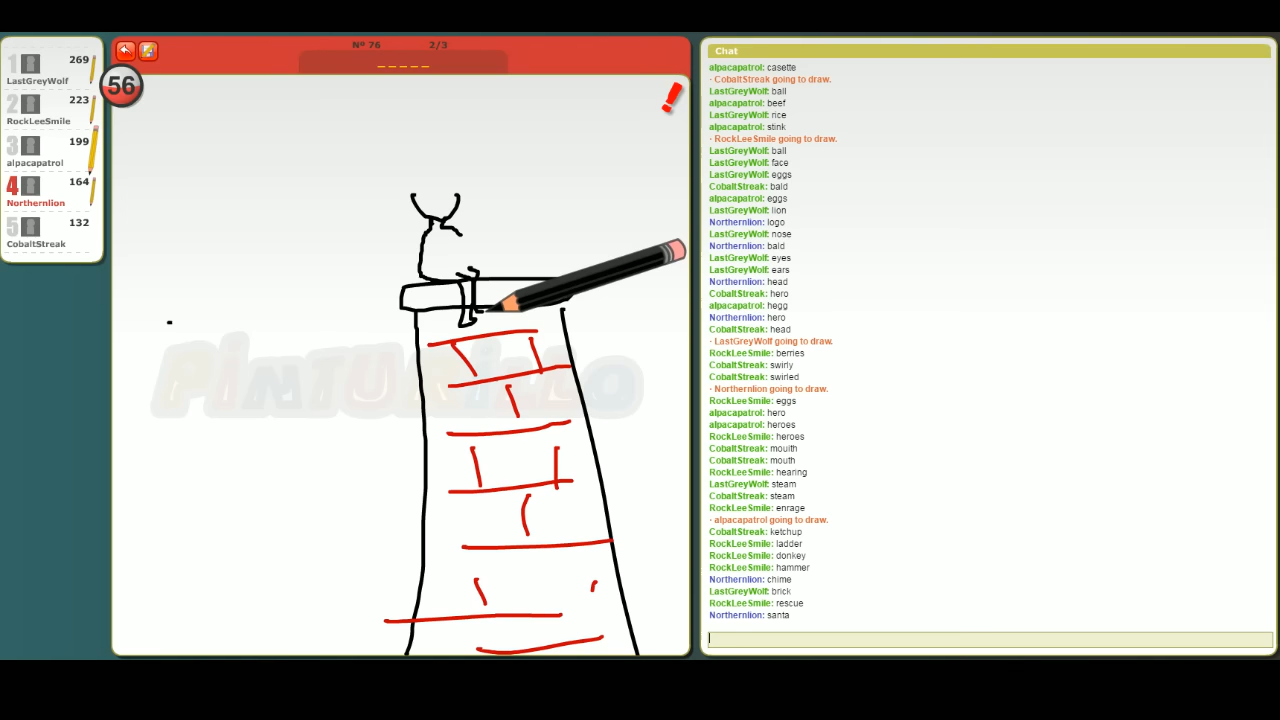 1
269
LastGreyWolf
2
223
RockLeeSmile
3
199
alpacapatrol
4
164
Northernlion
5
132
CobaltStreak
56
Nº 76 2/3
_ _ _ _ _
PINTURILLO
Chat
alpacapatrol: casette
- CobaltStreak going to draw.
LastGreyWolf: ball
alpacapatrol: beef
LastGreyWolf: rice
alpacapatrol: stink
- RockLeeSmile going to draw.
LastGreyWolf: ball
LastGreyWolf: face
LastGreyWolf: eggs
CobaltStreak: bald
alpacapatrol: eggs
LastGreyWolf: lion
Northernlion: logo
LastGreyWolf: nose
Northernlion: bald
LastGreyWolf: eyes
LastGreyWolf: ears
Northernlion: head
CobaltStreak: hero
alpacapatrol: hegg
Northernlion: hero
CobaltStreak: head
- LastGreyWolf going to draw.
RockLeeSmile: berries
CobaltStreak: swirly
CobaltStreak: swirled
- Northernlion going to draw.
RockLeeSmile: eggs
alpacapatrol: hero
alpacapatrol: heroes
RockLeeSmile: heroes
CobaltStreak: mouith
CobaltStreak: mouth
RockLeeSmile: hearing
LastGreyWolf: steam
CobaltStreak: steam
RockLeeSmile: enrage
- alpacapatrol going to draw.
CobaltStreak: ketchup
RockLeeSmile: ladder
RockLeeSmile: donkey
RockLeeSmile: hammer
Northernlion: chime
LastGreyWolf: brick
RockLeeSmile: rescue
Northernlion: santa